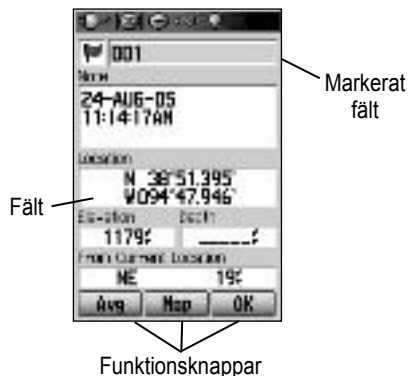 001
Note
24-AUG-05
11:14:17AM
Location
N 38°51.395'
W094°47.946'
Elevation Depth
1179ft _____ft
From Current Location
NE 19ft
Avg Map OK
Markerat
fält
Fält
Funktionsknappar